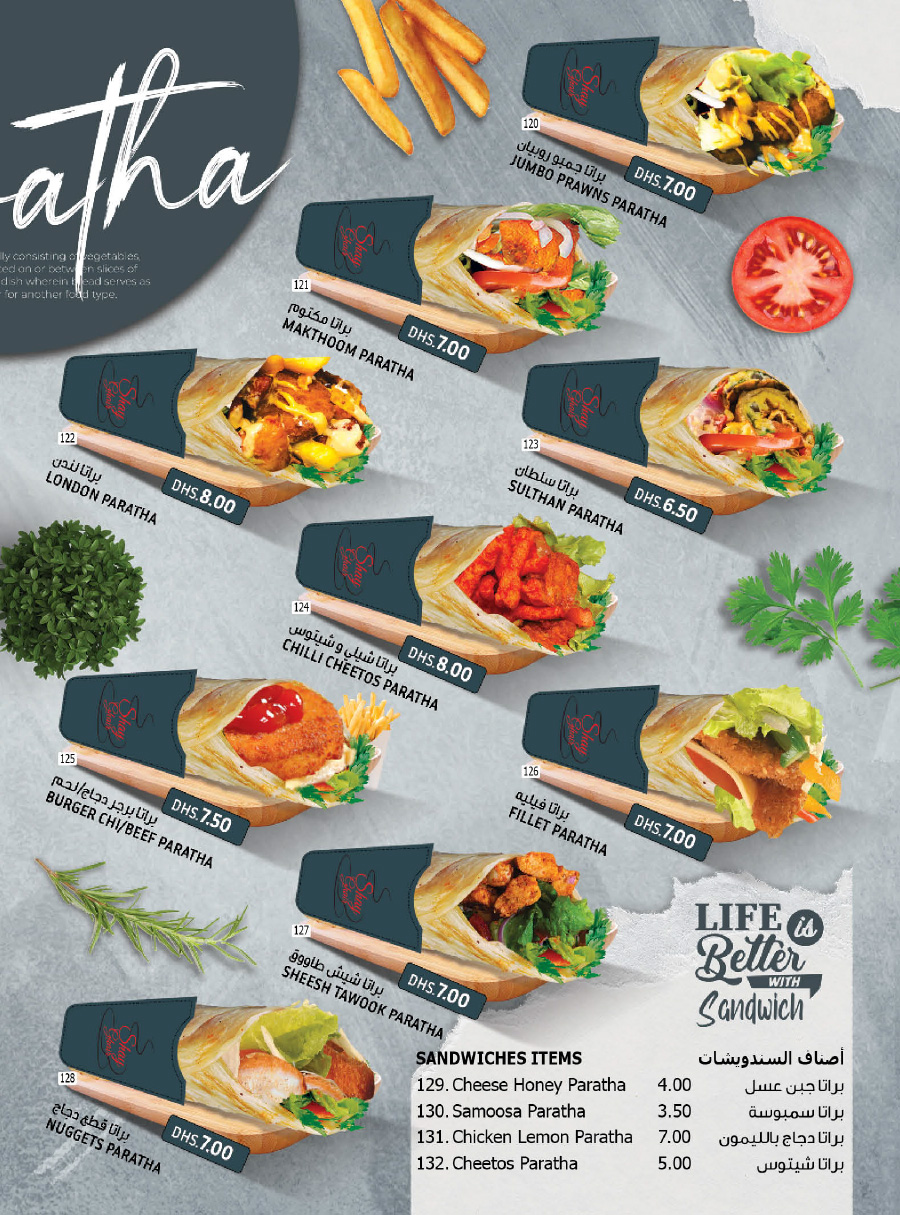 atha
lly consisting of vegetables,
ced on or between slices of
dish wherein bread serves as
r for another food type.
120
براتا جمبو روبيان
JUMBO PRAWNS PARATHA
DHS.7.00
121
براتا مكتوم
MAKTHOOM PARATHA
DHS.7.00
122
براتا لندن
LONDON PARATHA
DHS.8.00
123
براتا سلطان
SULTHAN PARATHA
DHS.6.50
124
براتا شيلي و شيتوس
CHILLI CHEETOS PARATHA
DHS.8.00
125
براتا برجر دجاج/لحم
BURGER CHI/BEEF PARATHA
DHS.7.50
126
براتا فيليه
FILLET PARATHA
DHS.7.00
127
براتا شيش طاووق
SHEESH TAWOOK PARATHA
DHS.7.00
128
براتا قطع دجاج
NUGGETS PARATHA
DHS.7.00
LIFE is
Better
WITH
Sandwich
SANDWICHES ITEMS أصناف السندويشات
129. Cheese Honey Paratha 4.00 براتا جبن عسل
130. Samoosa Paratha 3.50 براتا سمبوسة
131. Chicken Lemon Paratha 7.00 براتا دجاج بالليمون
132. Cheetos Paratha 5.00 براتا شيتوس